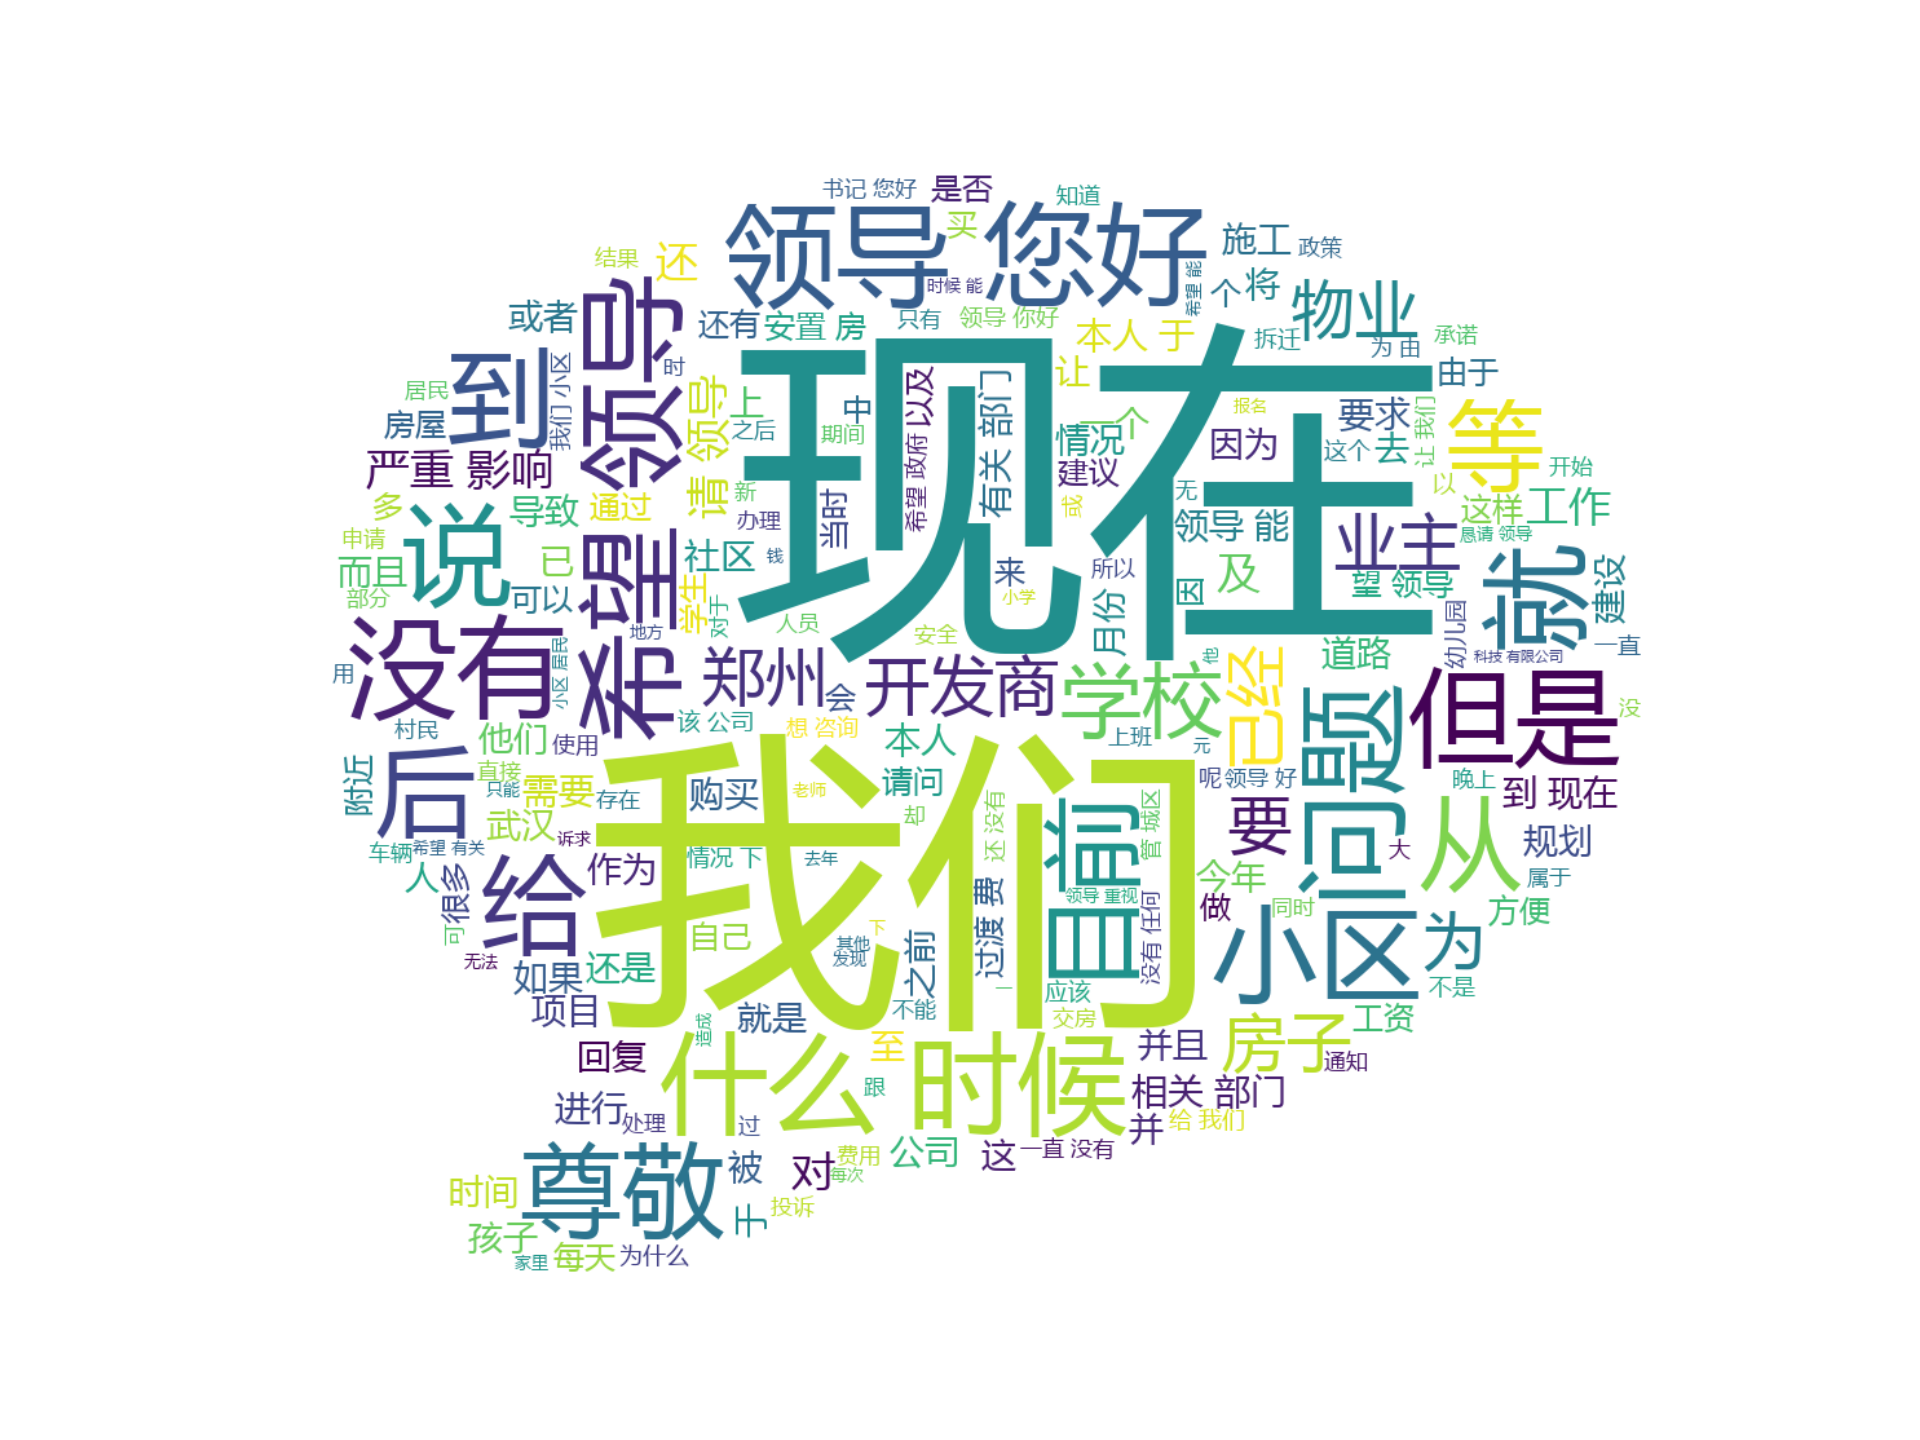 书记 您好
是否
知道
领导 您好
买
施工
政策
结果
还
时候 能
希望 能
个
将
物业
或者
希望 领导
还有
安置 房
只有
领导 你好
本人 于
拆迁
为 由
承诺
到
我们 小区
时
现在
让
由于
居民
房屋
请 领导
上
之后
中
期间
以及
有关 部门
一个
情况
报名
因为
要求
这个
去
让 我们
等
严重 影响
建议
开始
多
说
导致
通过
新
办理
当时
希望 政府
或
无
领导 能
以
这样
工作
申请
已
社区
钱
业主
恳请 领导
而且
部分
可以
学生
对于
来
所以
小学
月份
因
及
望 领导
就
建设
没有
地方
人员
安全
幼儿园
一直
科技 有限公司
用
小区 居民
郑州
会
开发商
学校
他
已经
道路
问题
但是
没
村民
后
他们
使用
该 公司
想 咨询
本人
上班
元
附近
直接
只能
需要
存在
购买
老师
请问
呢
领导 好
晚上
到 现在
武汉
诉求
我们
却
还 没有
目前
管 城区
要
大
从
规划
车辆
希望 有关
人
可
很多
给
作为
情况 下
去年
过渡 费
领导 重视
没有 任何
今年
做
同时
属于
方便
自己
其他
发现
下
之前
小区
为
无法
如果
还是
一
应该
不是
项目
造成
就是
不能
交房
房子
工资
回复
什么 时候
至
并且
通知
进行
处理
过
跟
相关 部门
并
给 我们
尊敬
被
对
费用
每次
公司
这
一直 没有
时间
于
投诉
孩子
家里
每天
为什么